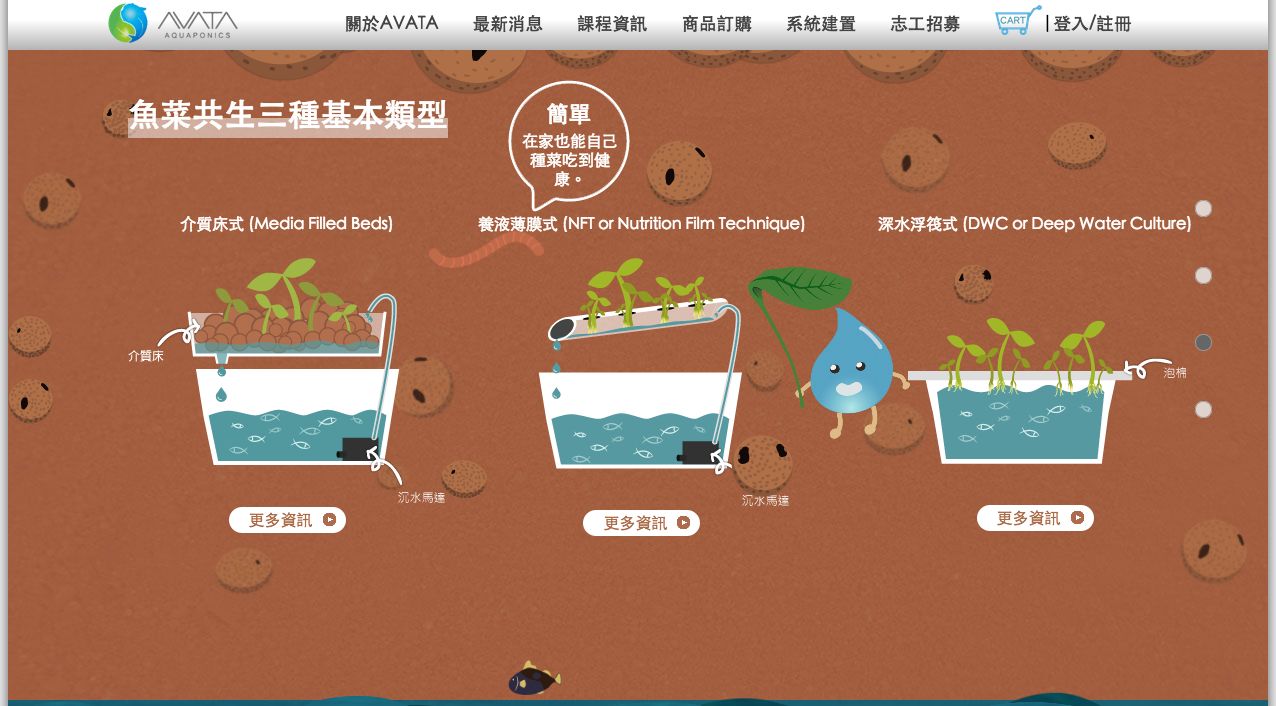 AVATA
AQUAPONICS
關於AVATA
最新消息
課程資訊
商品訂購
系統建置
志工招募
CART
登入/註冊
魚菜共生三種基本類型
簡單
在家也能自己
種菜吃到健
康。
介質床式 (Media Filled Beds)
養液薄膜式 (NFT or Nutrition Film Technique)
深水浮筏式 (DWC or Deep Water Culture)
介質床
泡棉
沉水馬達
沉水馬達
更多資訊
更多資訊
更多資訊